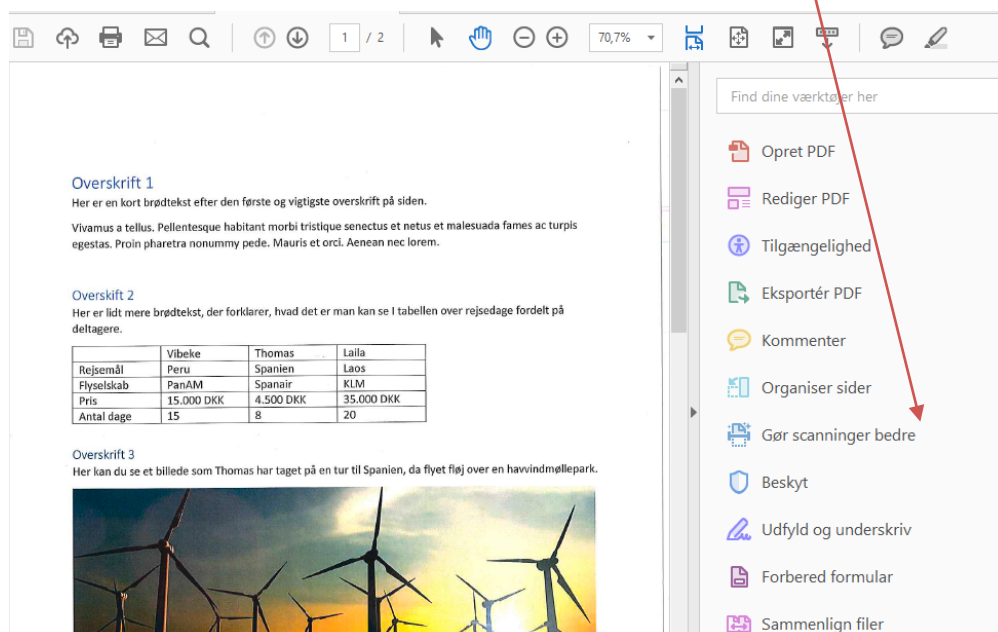 1 / 2
70,7%
Overskrift 1
Her er en kort brødtekst efter den første og vigtigste overskrift på siden.
Vivamus a tellus. Pellentesque habitant morbi tristique senectus et netus et malesuada fames ac turpis
egestas. Proin pharetra nonummy pede. Mauris et orci. Aenean nec lorem.
Overskift 2
Her er lidt mere brødtekst, der forklarer, hvad det er man kan se I tabellen over rejsedage fordelt på
deltagere.
Vibeke Thomas Laila
Rejsemål Peru Spanien Laos
Flyselskab PanAM Spanair KLM
Pris 15.000 DKK 4.500 DKK 35.000 DKK
Antal dage 15 8 20
Overskrift 3
Her kan du se et billede som Thomas har taget på en tur til Spanien, da flyet fløj over en havvindmøllepark.
Find dine værktøjer her
Opret PDF
Rediger PDF
Tilgængelighed
Eksportér PDF
Kommenter
Organiser sider
Gør scanninger bedre
Beskyt
Udfyld og underskriv
Forbered formular
Sammenlign filer